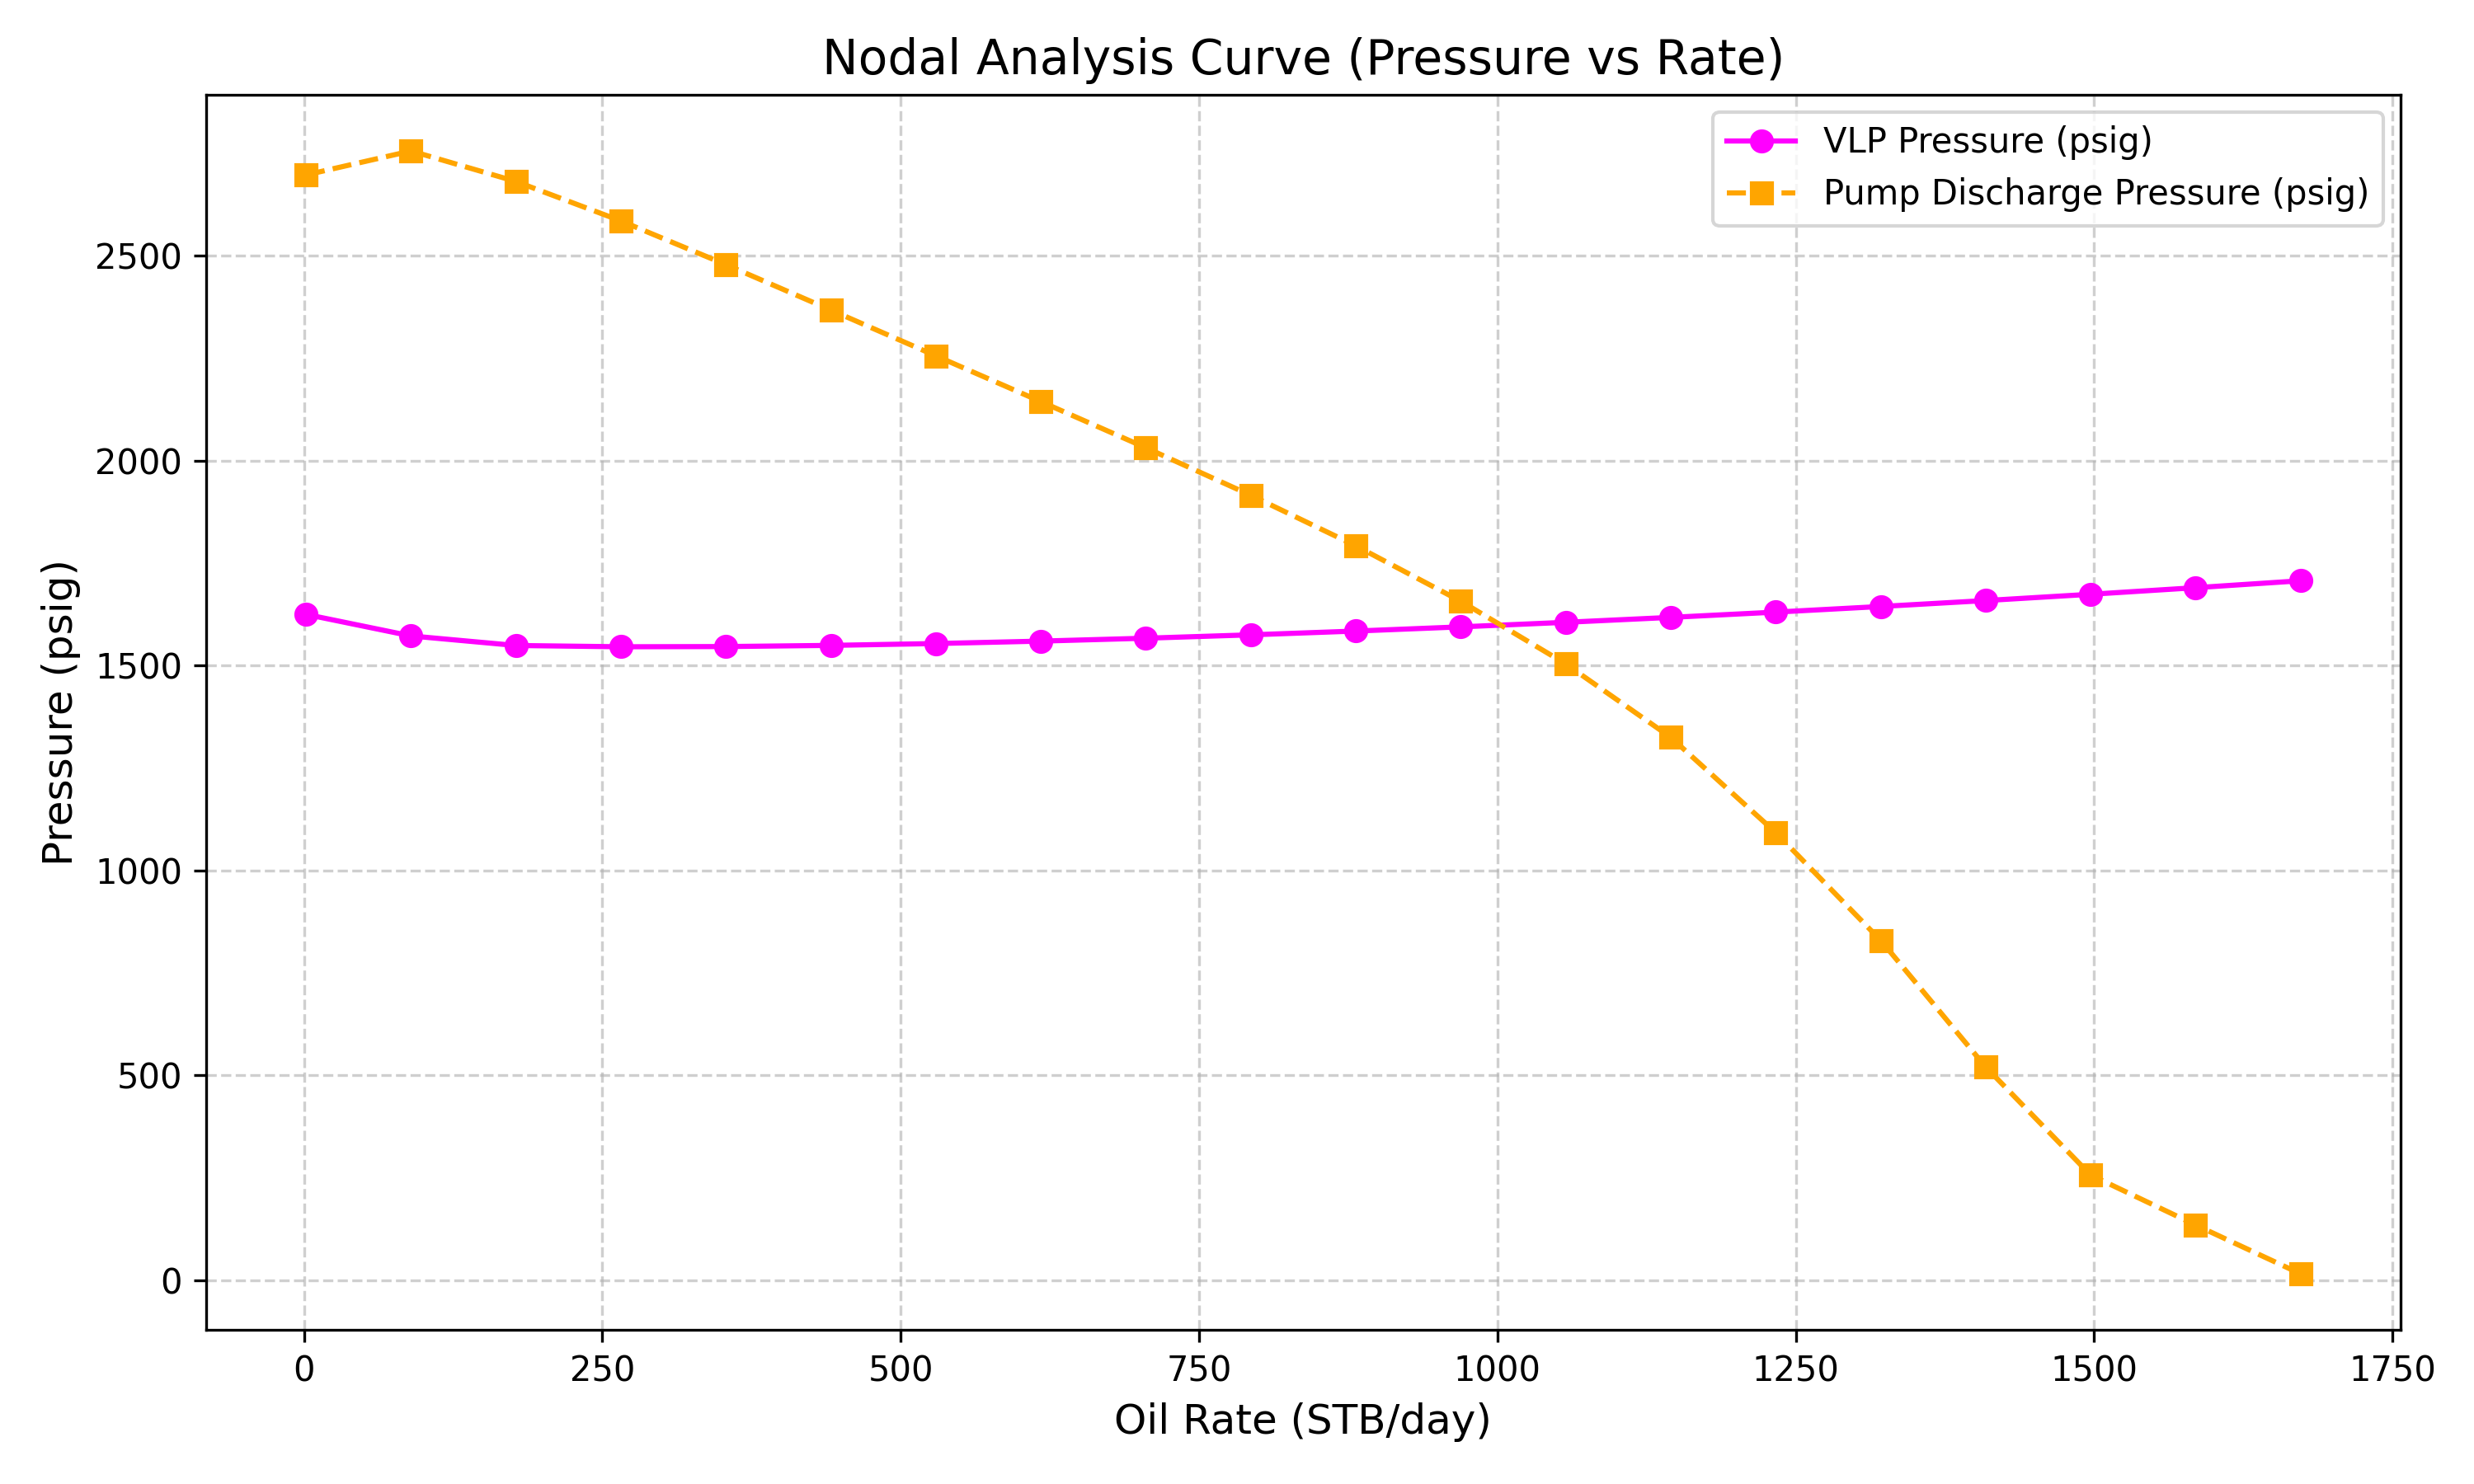 Nodal Analysis Curve (Pressure vs Rate)
VLP Pressure (psig)
Pump Discharge Pressure (psig)
Pressure (psig)
2500
2000
1500
1000
500
0
0 250 500 750 1000 1250 1500 1750
Oil Rate (STB/day)